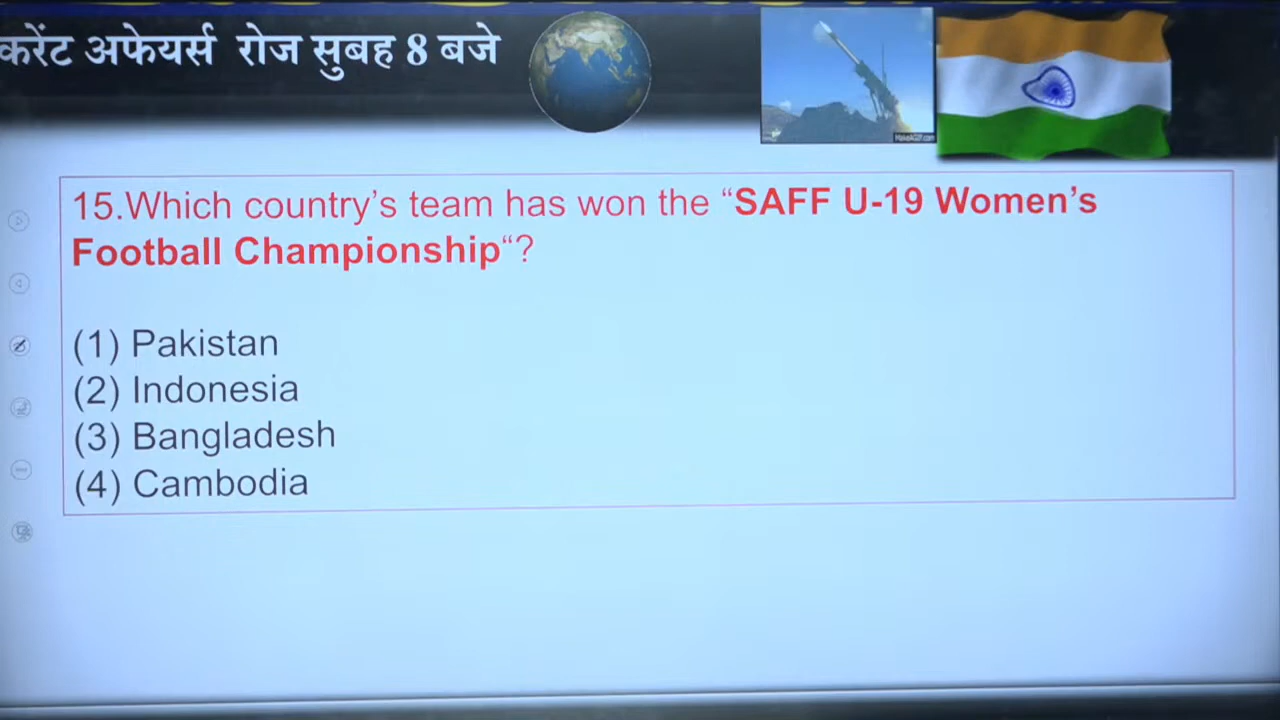 करेंट अफेयर्स रोज सुबह 8 बजे
15.Which country’s team has won the “SAFF U-19 Women’s
Football Championship“?
(1) Pakistan
(2) Indonesia
(3) Bangladesh
(4) Cambodia